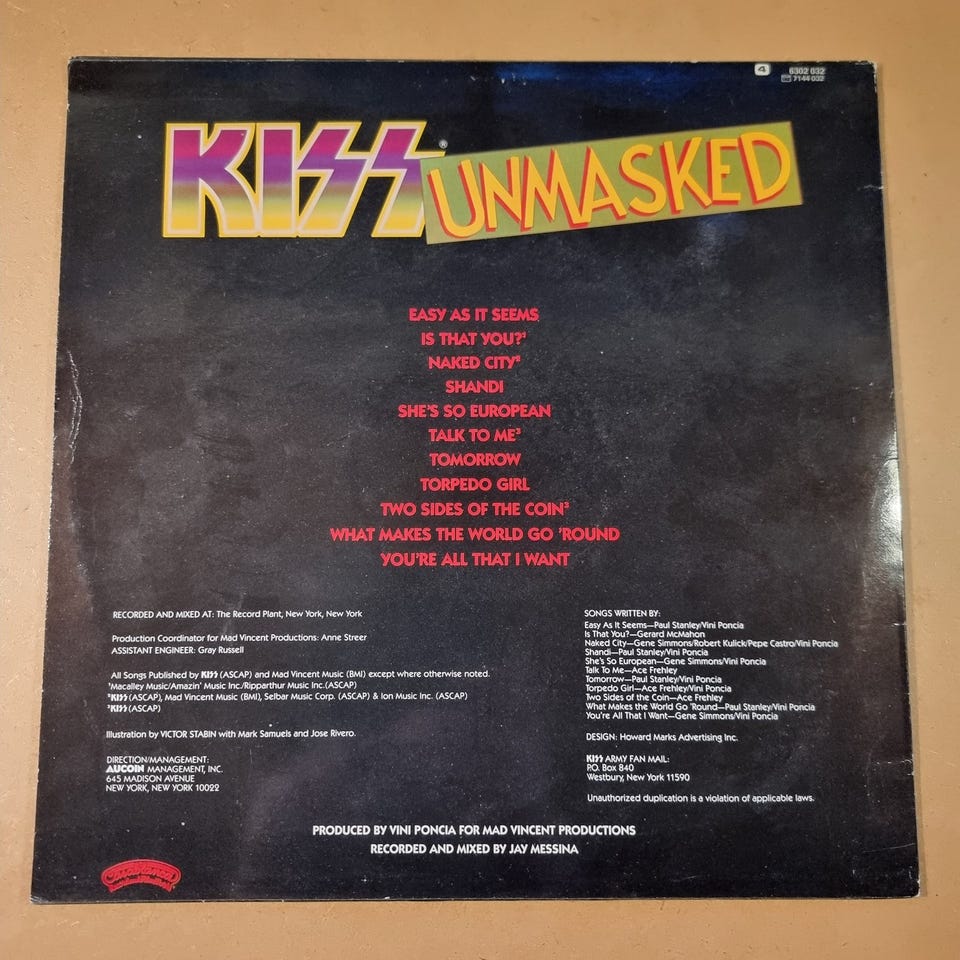 4
6302 032
7144 032
KISS® UNMASKED
EASY AS IT SEEMS
IS THAT YOU?¹
NAKED CITY²
SHANDI
SHE'S SO EUROPEAN
TALK TO ME³
TOMORROW
TORPEDO GIRL
TWO SIDES OF THE COIN³
WHAT MAKES THE WORLD GO 'ROUND
YOU'RE ALL THAT I WANT
RECORDED AND MIXED AT: The Record Plant, New York, New York
Production Coordinator for Mad Vincent Productions: Anne Streer
ASSISTANT ENGINEER: Gray Russell
All Songs Published by KISS (ASCAP) and Mad Vincent Music (BMI) except where otherwise noted.
¹Macalley Music/Amazin' Music Inc./Ripparthur Music Inc.(ASCAP)
²KISS (ASCAP), Mad Vincent Music (BMI), Selbar Music Corp. (ASCAP) & Ion Music Inc. (ASCAP)
³KISS (ASCAP)
Illustration by VICTOR STABIN with Mark Samuels and Jose Rivero.
DIRECTION/MANAGEMENT:
AUCOIN MANAGEMENT, INC.
645 MADISON AVENUE
NEW YORK, NEW YORK 10022
SONGS WRITTEN BY:
Easy As It Seems—Paul Stanley/Vini Poncia
Is That You?—Gerard McMahon
Naked City—Gene Simmons/Robert Kulick/Pepe Castro/Vini Poncia
Shandi—Paul Stanley/Vini Poncia
She's So European—Gene Simmons/Vini Poncia
Talk To Me—Ace Frehley
Tomorrow—Paul Stanley/Vini Poncia
Torpedo Girl—Ace Frehley/Vini Poncia
Two Sides of the Coin—Ace Frehley
What Makes the World Go 'Round—Paul Stanley/Vini Poncia
You're All That I Want—Gene Simmons/Vini Poncia
DESIGN: Howard Marks Advertising Inc.
KISS ARMY FAN MAIL:
P.O. Box 840
Westbury, New York 11590
Unauthorized duplication is a violation of applicable laws.
PRODUCED BY VINI PONCIA FOR MAD VINCENT PRODUCTIONS
RECORDED AND MIXED BY JAY MESSINA
Casablanca